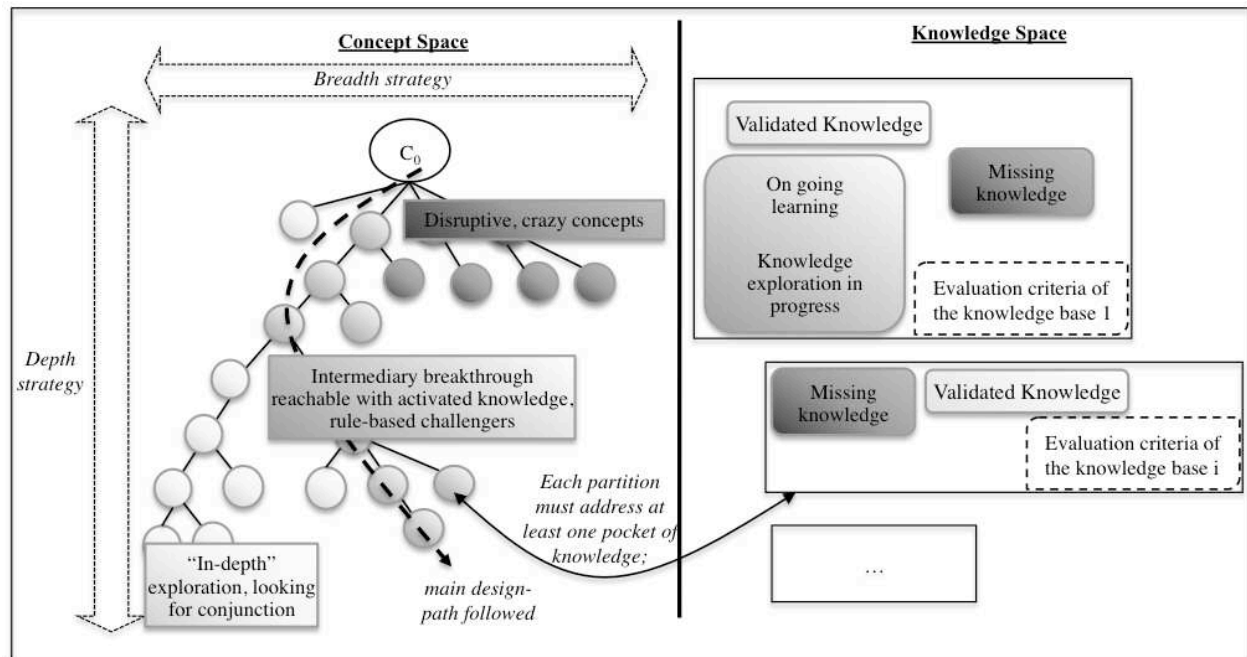 Concept Space
Knowledge Space
Breadth strategy
Depth
strategy
C₀
Disruptive, crazy concepts
Intermediary breakthrough
reachable with activated knowledge,
rule-based challengers
“In-depth”
exploration, looking
for conjunction
main design-
path followed
Each partition
must address at
least one pocket of
knowledge;
Validated Knowledge
On going
learning
Knowledge
exploration in
progress
Missing
knowledge
Evaluation criteria of
the knowledge base 1
Missing
knowledge
Validated Knowledge
Evaluation criteria of
the knowledge base i
...